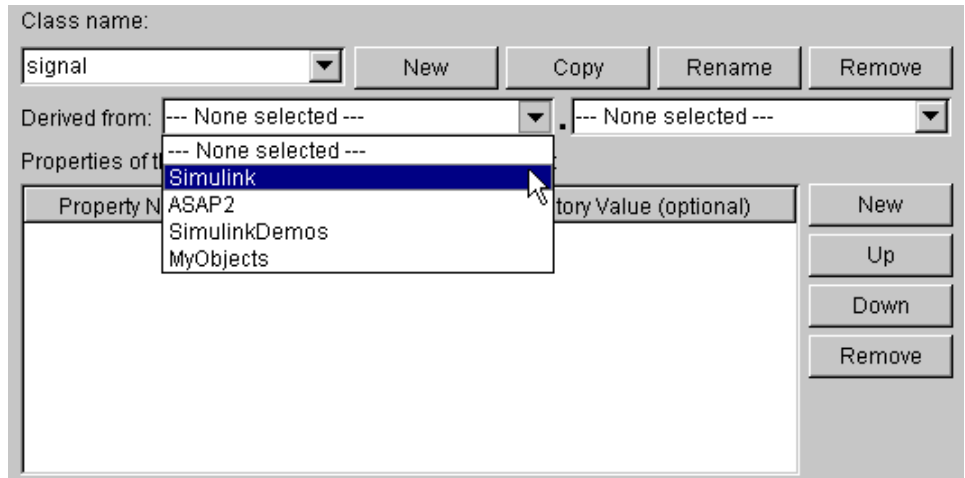 Class name:
signal New Copy Rename Remove
Derived from: --- None selected --- . --- None selected ---
--- None selected ---
Properties of t
Simulink
Property N tory Value (optional) New
ASAP2
SimulinkDemos
MyObjects
Up
Down
Remove